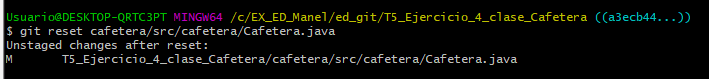 Usuario@DESKTOP-QRTC3PT MINGW64 /c/EX_ED_Manel/ed_git/T5_Ejercicio_4_clase_Cafetera ((a3ecb44...))
$ git reset cafetera/src/cafetera/Cafetera.java
Unstaged changes after reset:
M       T5_Ejercicio_4_clase_Cafetera/cafetera/src/cafetera/Cafetera.java